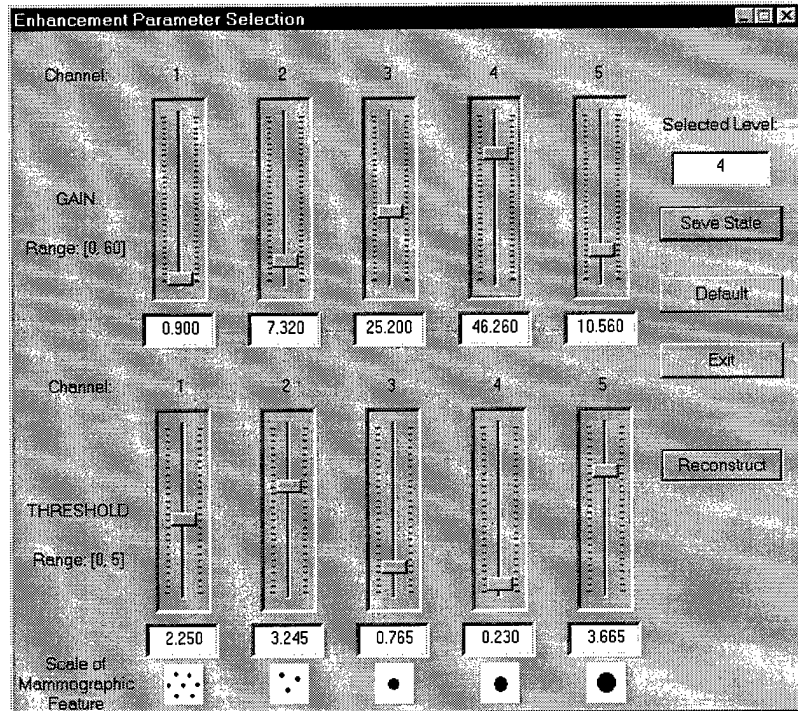 Enhancement Parameter Selection
Channel: 1 2 3 4 5
Selected Level:
4
GAIN
Range: [0, 60]
Save State
Default
0.900 7.320 25.200 46.260 10.560
Exit
Channel: 1 2 3 4 5
Reconstruct
THRESHOLD
Range: [0, 5]
2.250 3.245 0.765 0.230 3.665
Scale of
Mammographic
Feature